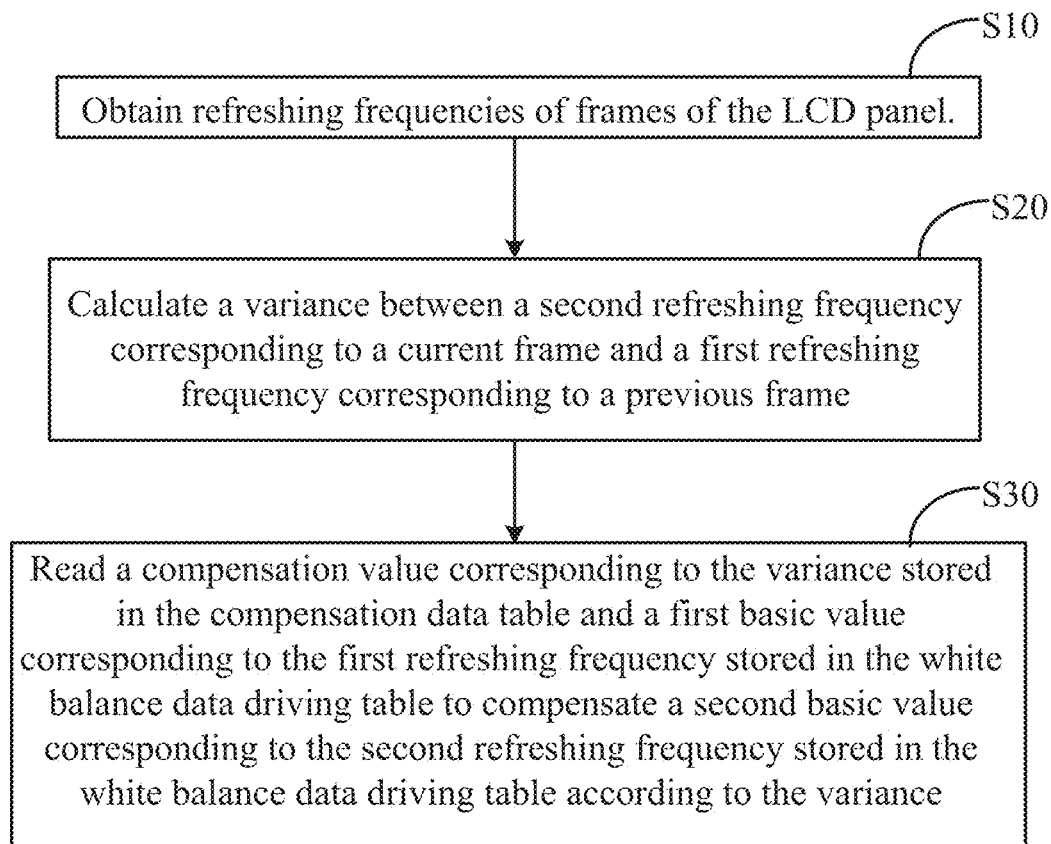 S10
Obtain refreshing frequencies of frames of the LCD panel.
S20
Calculate a variance between a second refreshing frequency
corresponding to a current frame and a first refreshing
frequency corresponding to a previous frame
S30
Read a compensation value corresponding to the variance stored
in the compensation data table and a first basic value
corresponding to the first refreshing frequency stored in the white
balance data driving table to compensate a second basic value
corresponding to the second refreshing frequency stored in the
white balance data driving table according to the variance